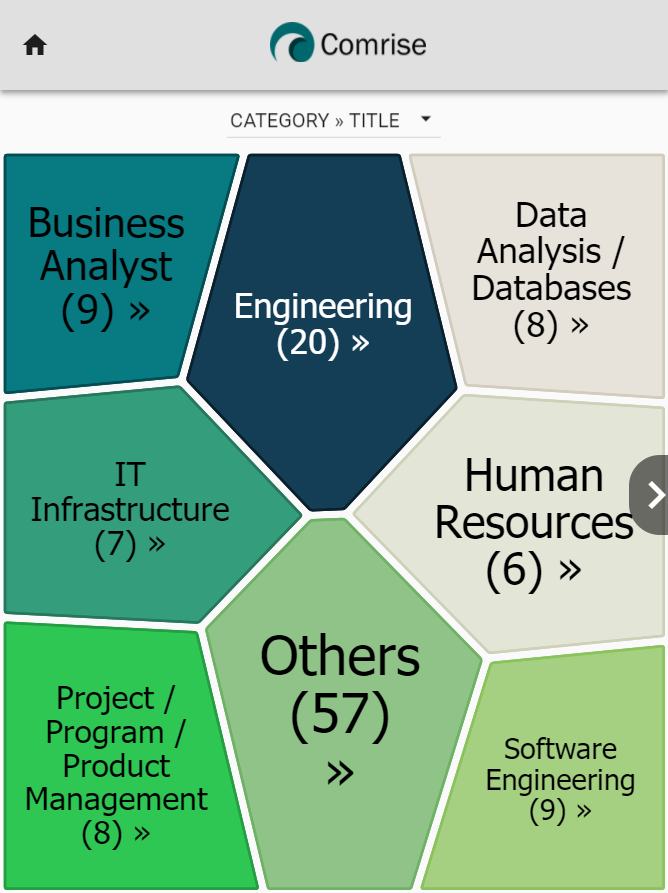 Comrise
CATEGORY » TITLE
Business
Analyst
(9) »
Engineering
(20) »
Data
Analysis /
Databases
(8) »
IT
Infrastructure
(7) »
Human
Resources
(6) »
Others
(57)
»
Project /
Program /
Product
Management
(8) »
Software
Engineering
(9) »